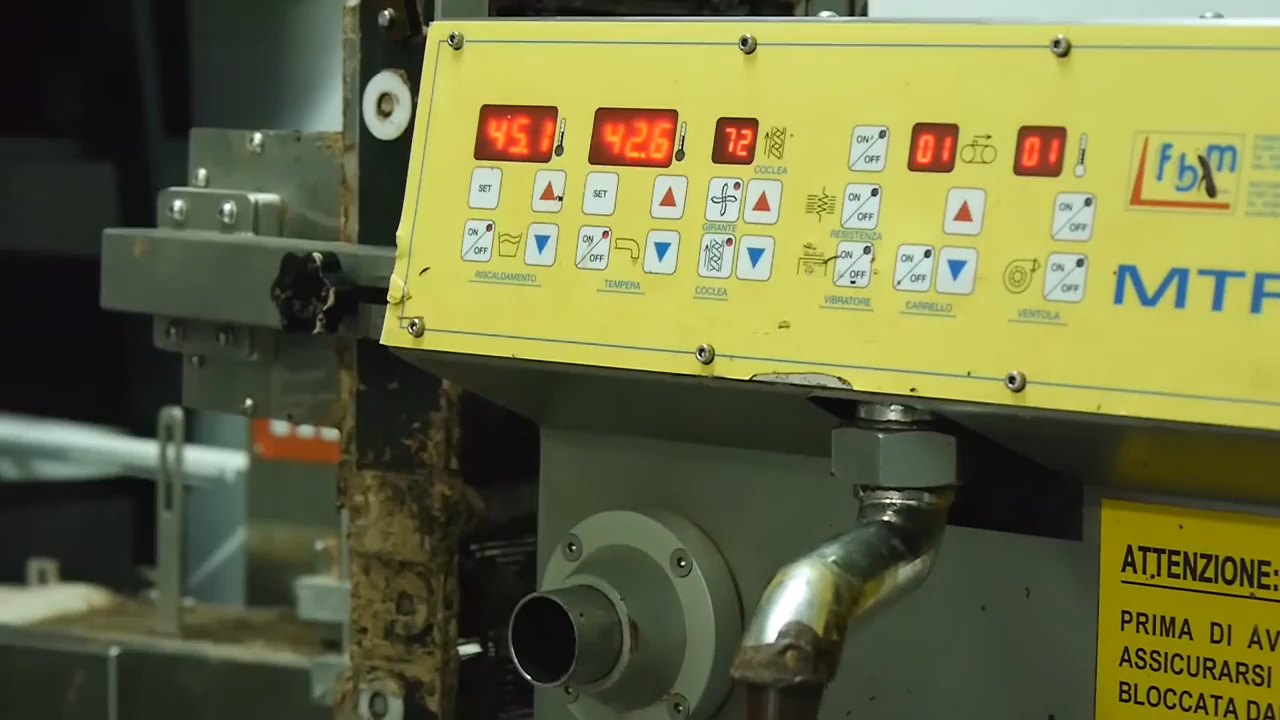 45.1 42.6 72 COCLEA ON OFF 01 01
fbm
SET SET GIRANTE ON OFF RESISTENZA ON OFF
ON OFF RISCALDAMENTO ON OFF TEMPERA COCLEA ON OFF VIBRATORE ON OFF CARRELLO ON OFF VENTOLA
MTF
ATTENZIONE:
PRIMA DI AV
ASSICURARSI
BLOCCATA DA